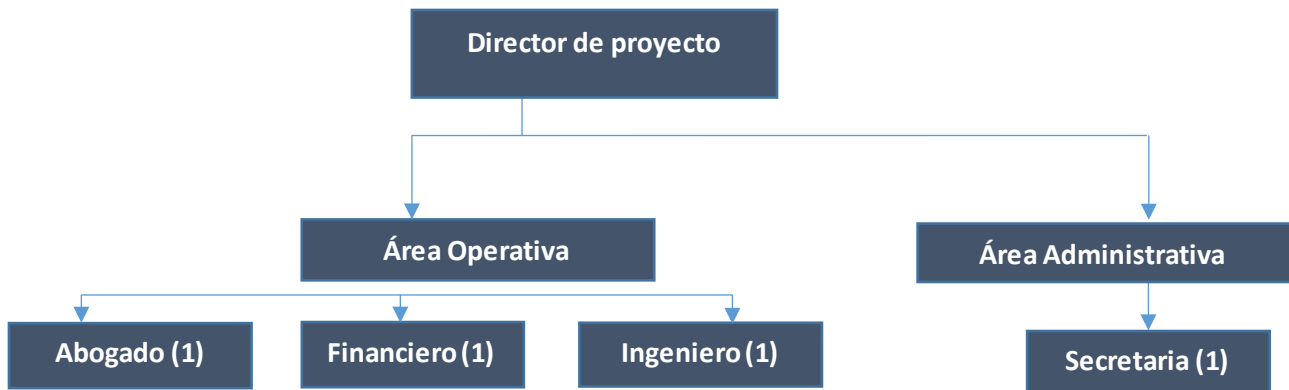 Director de proyecto
Área Operativa
Área Administrativa
Abogado (1)
Financiero (1)
Ingeniero (1)
Secretaria (1)